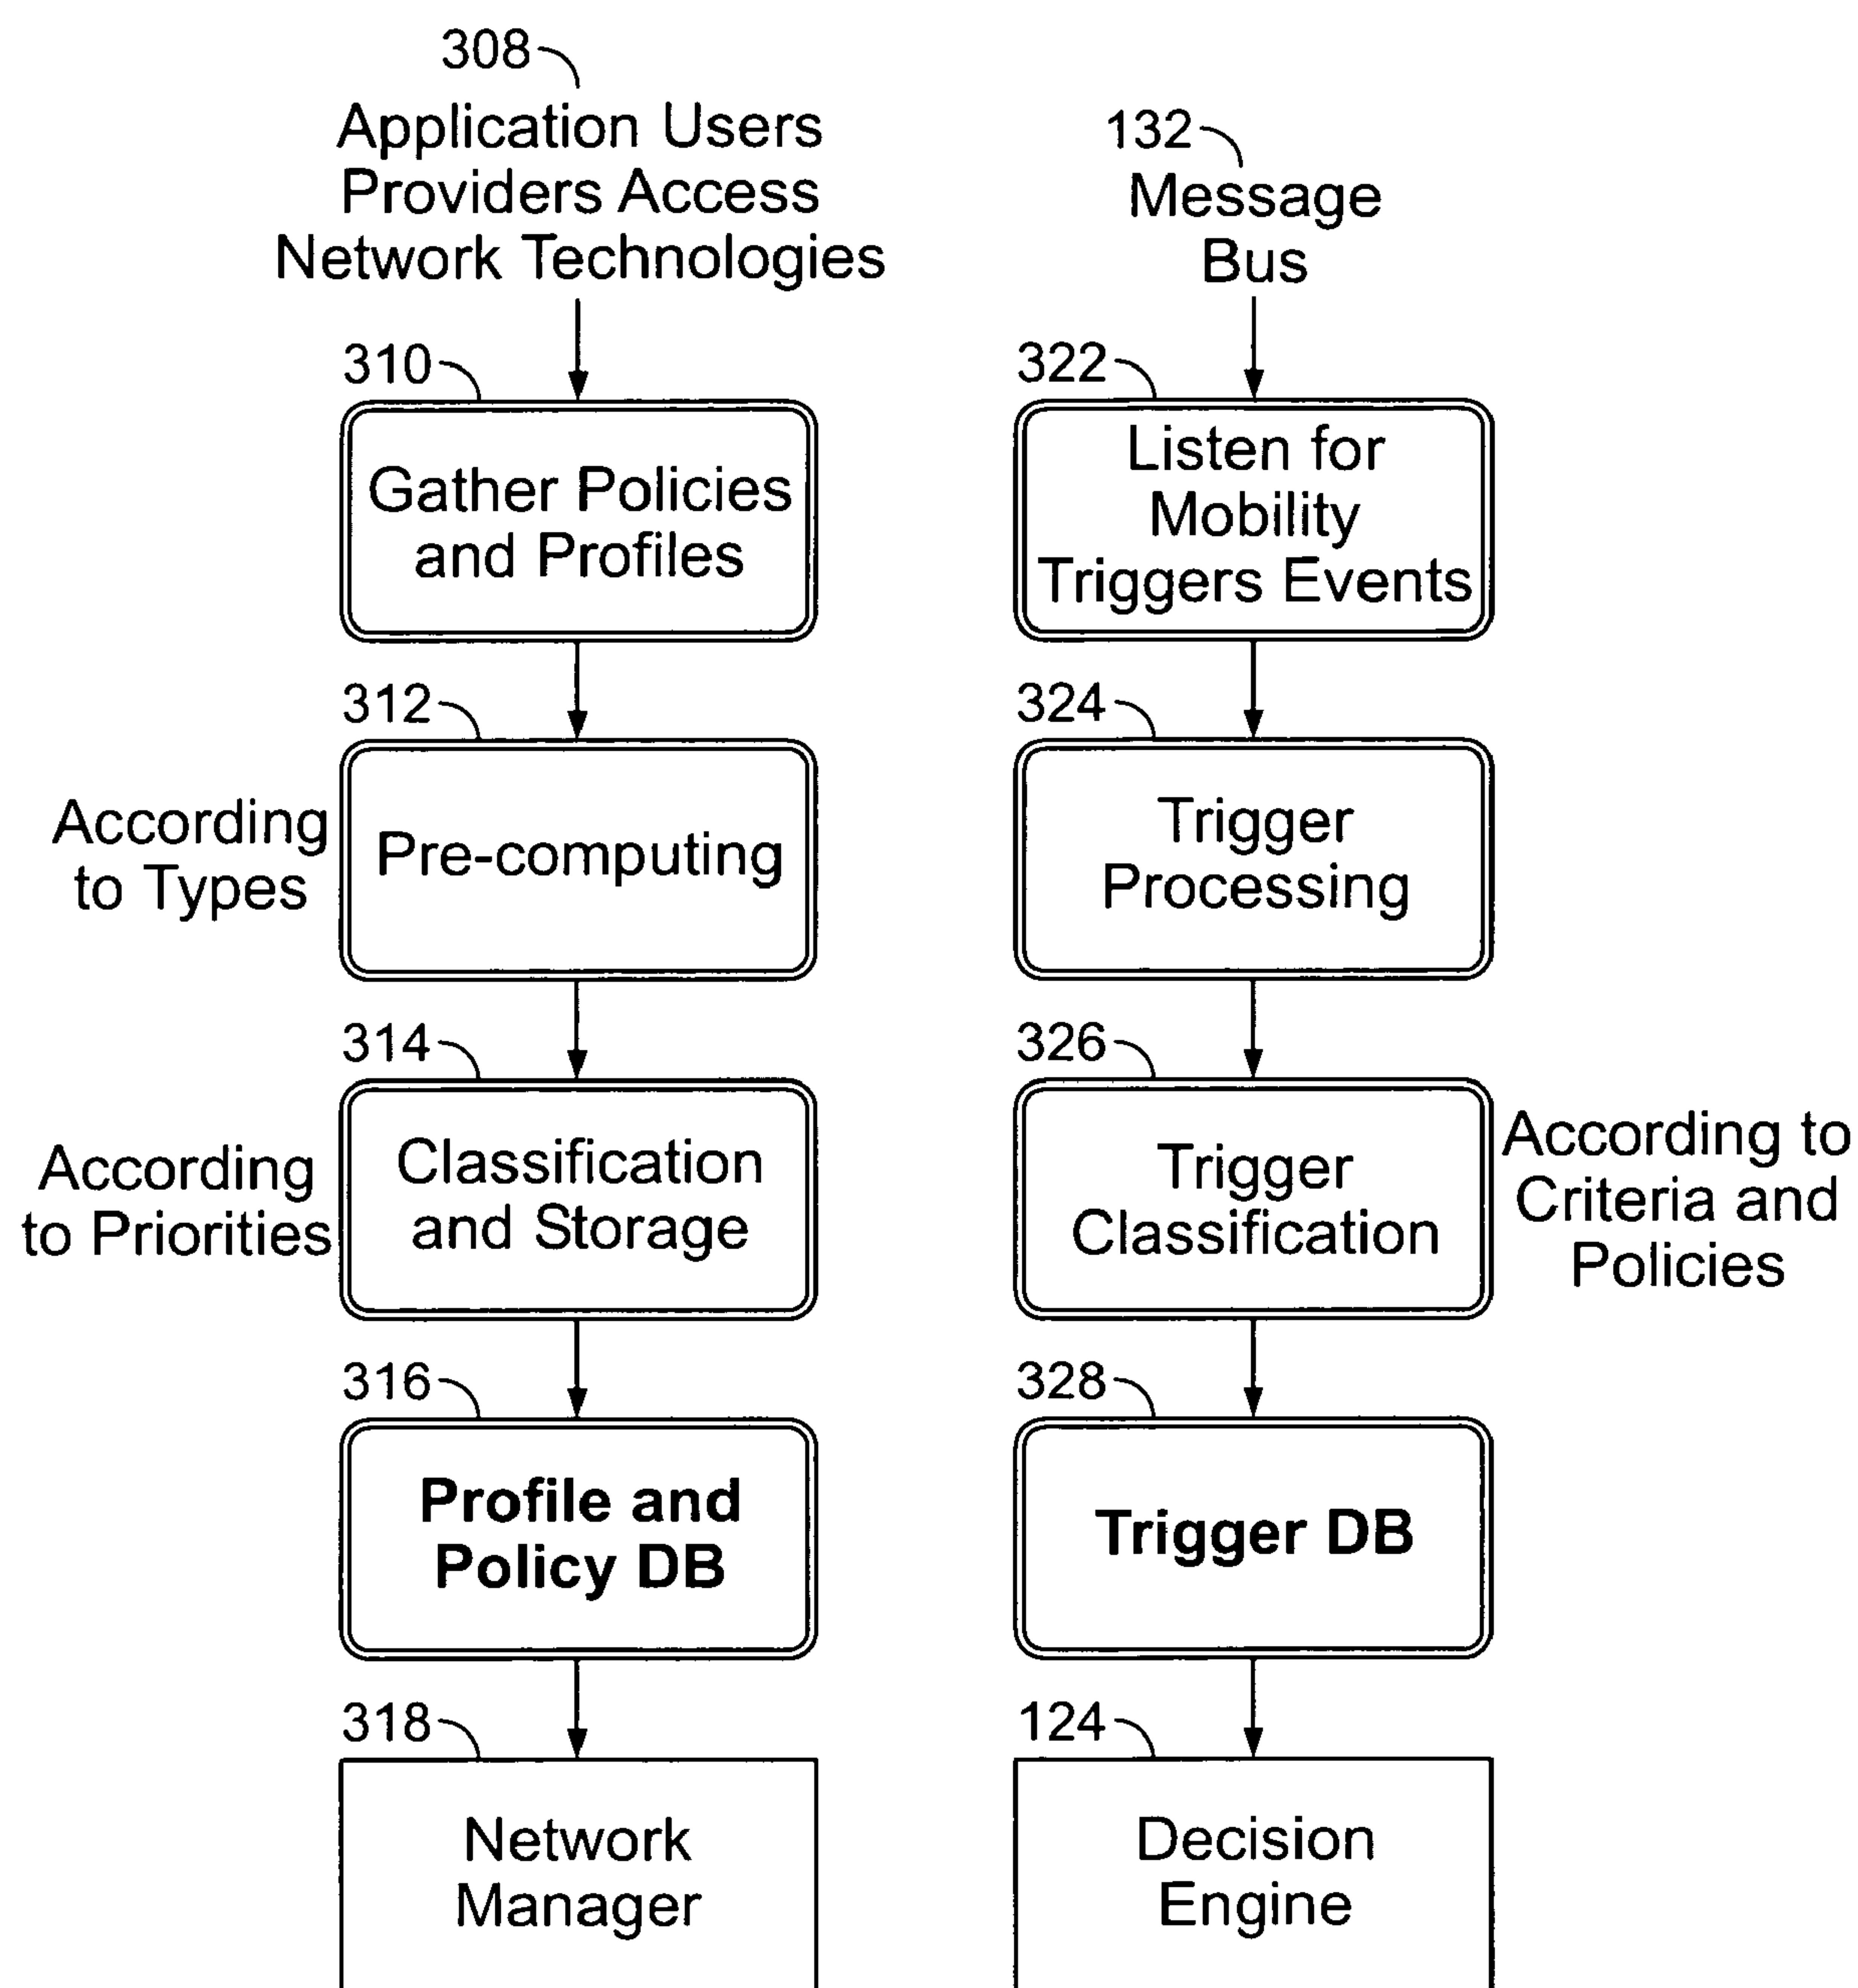 308
Application Users
Providers Access
Network Technologies
310
Gather Policies
and Profiles
312
According
to Types
Pre-computing
314
According
to Priorities
Classification
and Storage
316
Profile and
Policy DB
318
Network
Manager
132
Message
Bus
322
Listen for
Mobility
Triggers Events
324
Trigger
Processing
326
Trigger
Classification
According to
Criteria and
Policies
328
Trigger DB
124
Decision
Engine